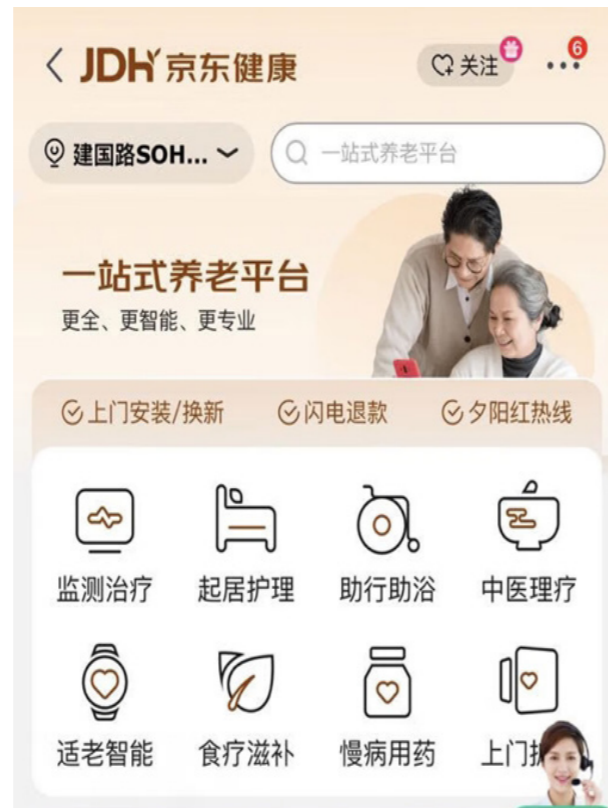 JDH 京东健康
关注
6
建国路SOH...
一站式养老平台
一站式养老平台
更全、更智能、更专业
上门安装/换新
闪电退款
夕阳红热线
监测治疗
起居护理
助行助浴
中医理疗
适老智能
食疗滋补
慢病用药
上门